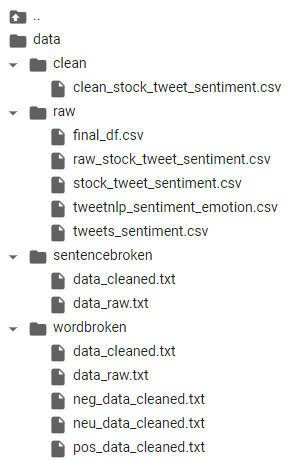 ..
data
clean
clean_stock_tweet_sentiment.csv
raw
final_df.csv
raw_stock_tweet_sentiment.csv
stock_tweet_sentiment.csv
tweetnlp_sentiment_emotion.csv
tweets_sentiment.csv
sentencebroken
data_cleaned.txt
data_raw.txt
wordbroken
data_cleaned.txt
data_raw.txt
neg_data_cleaned.txt
neu_data_cleaned.txt
pos_data_cleaned.txt